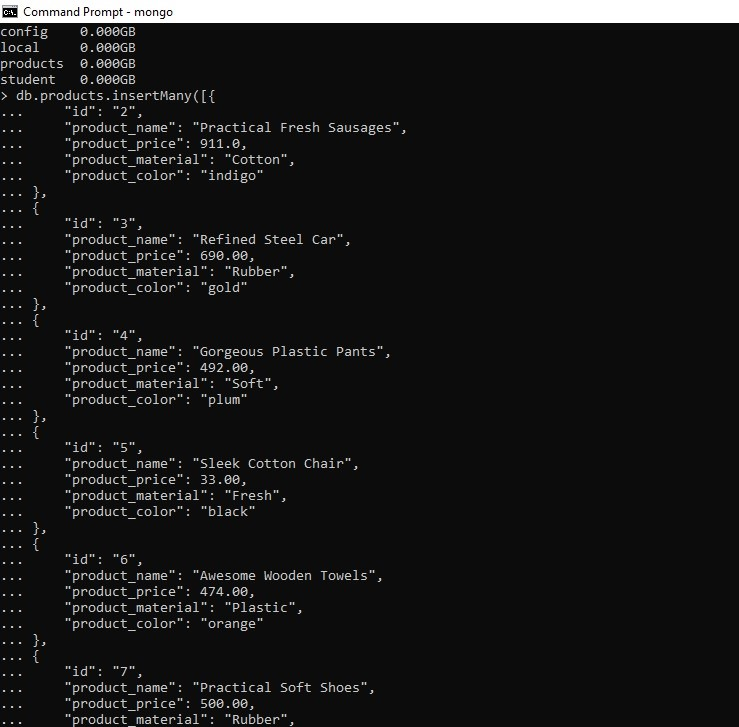 Command Prompt - mongo
config    0.000GB
local     0.000GB
products  0.000GB
student   0.000GB
> db.products.insertMany([{
...     "id": "2",
...     "product_name": "Practical Fresh Sausages",
...     "product_price": 911.0,
...     "product_material": "Cotton",
...     "product_color": "indigo"
... },
... {
...     "id": "3",
...     "product_name": "Refined Steel Car",
...     "product_price": 690.00,
...     "product_material": "Rubber",
...     "product_color": "gold"
... },
... {
...     "id": "4",
...     "product_name": "Gorgeous Plastic Pants",
...     "product_price": 492.00,
...     "product_material": "Soft",
...     "product_color": "plum"
... },
... {
...     "id": "5",
...     "product_name": "Sleek Cotton Chair",
...     "product_price": 33.00,
...     "product_material": "Fresh",
...     "product_color": "black"
... },
... {
...     "id": "6",
...     "product_name": "Awesome Wooden Towels",
...     "product_price": 474.00,
...     "product_material": "Plastic",
...     "product_color": "orange"
... },
... {
...     "id": "7",
...     "product_name": "Practical Soft Shoes",
...     "product_price": 500.00,
...     "product_material": "Rubber",